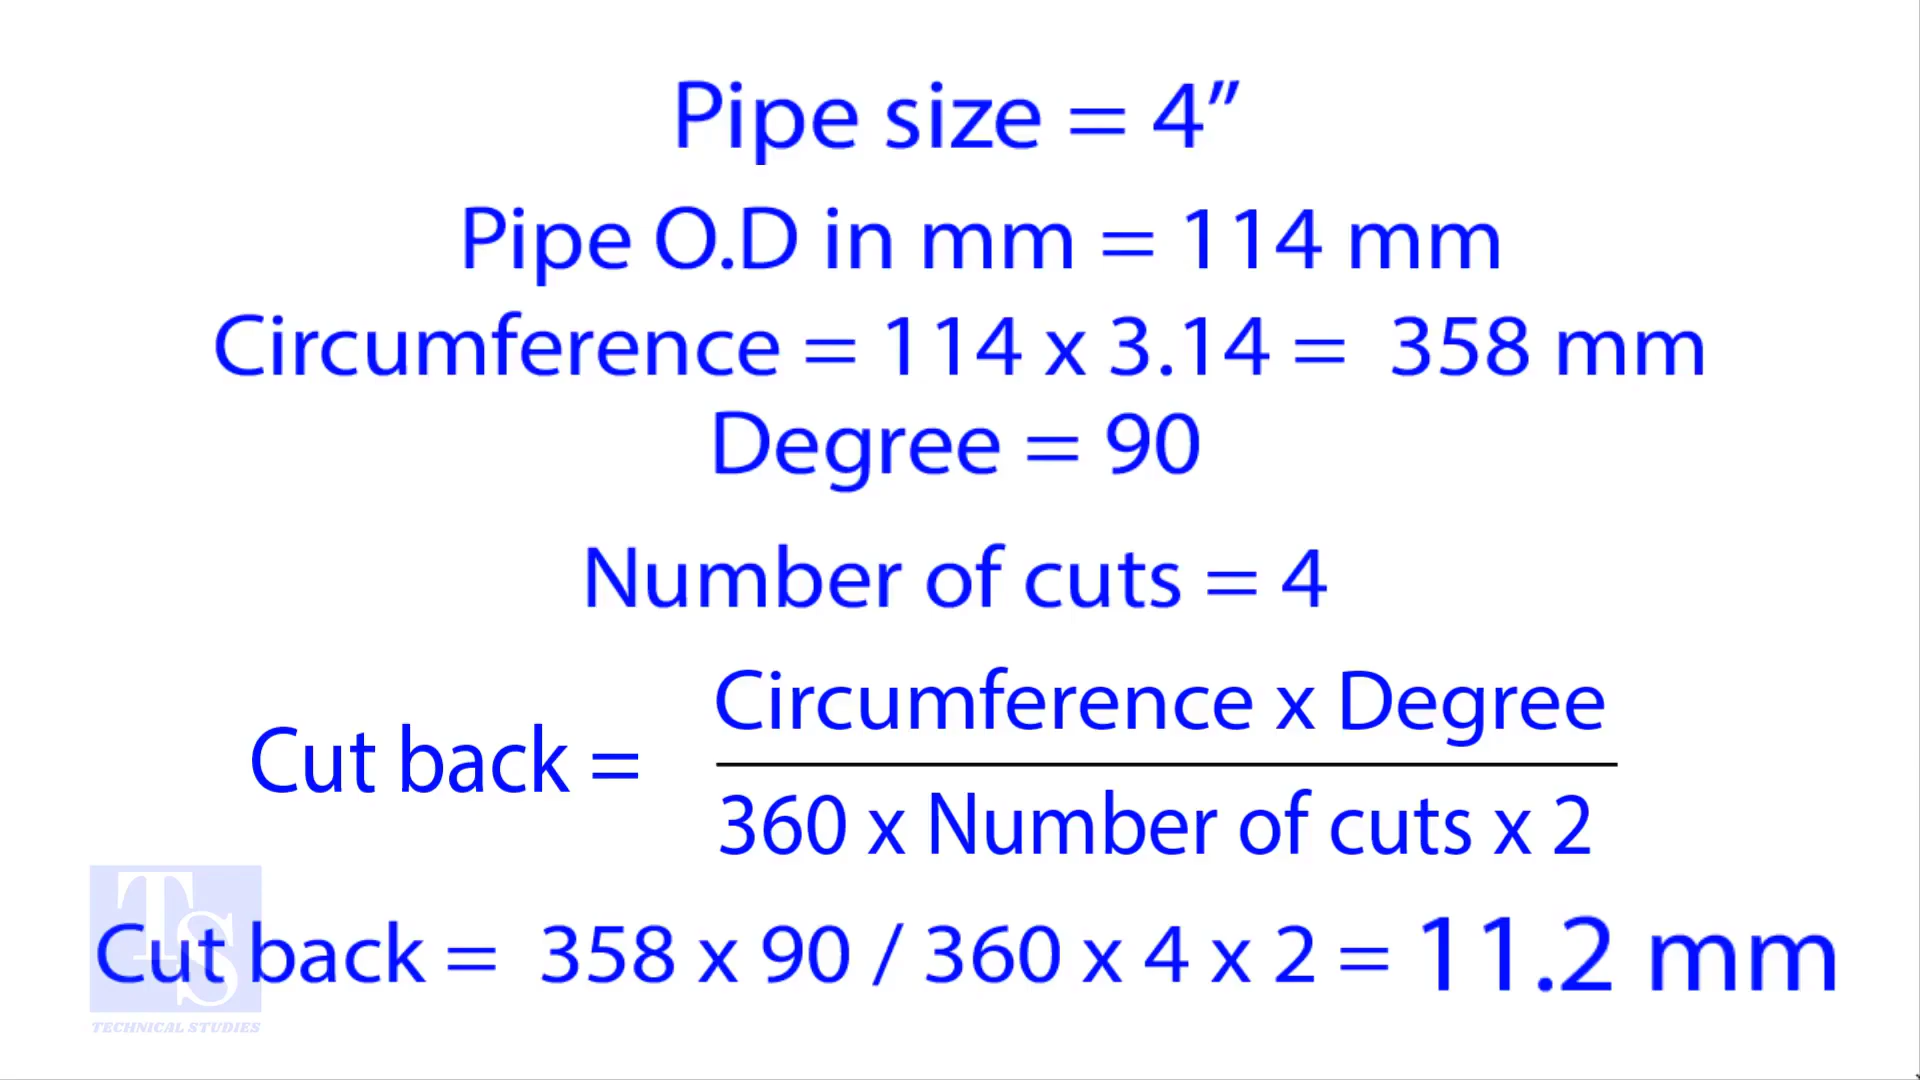 Pipe size = 4”
Pipe O.D in mm = 114 mm
Circumference = 114 x 3.14 = 358 mm
Degree = 90
Number of cuts = 4
Circumference x Degree
Cut back =
360 x Number of cuts x 2
Cut back = 358 x 90 / 360 x 4 x 2 = 11.2 mm
TS
TECHNICAL STUDIES